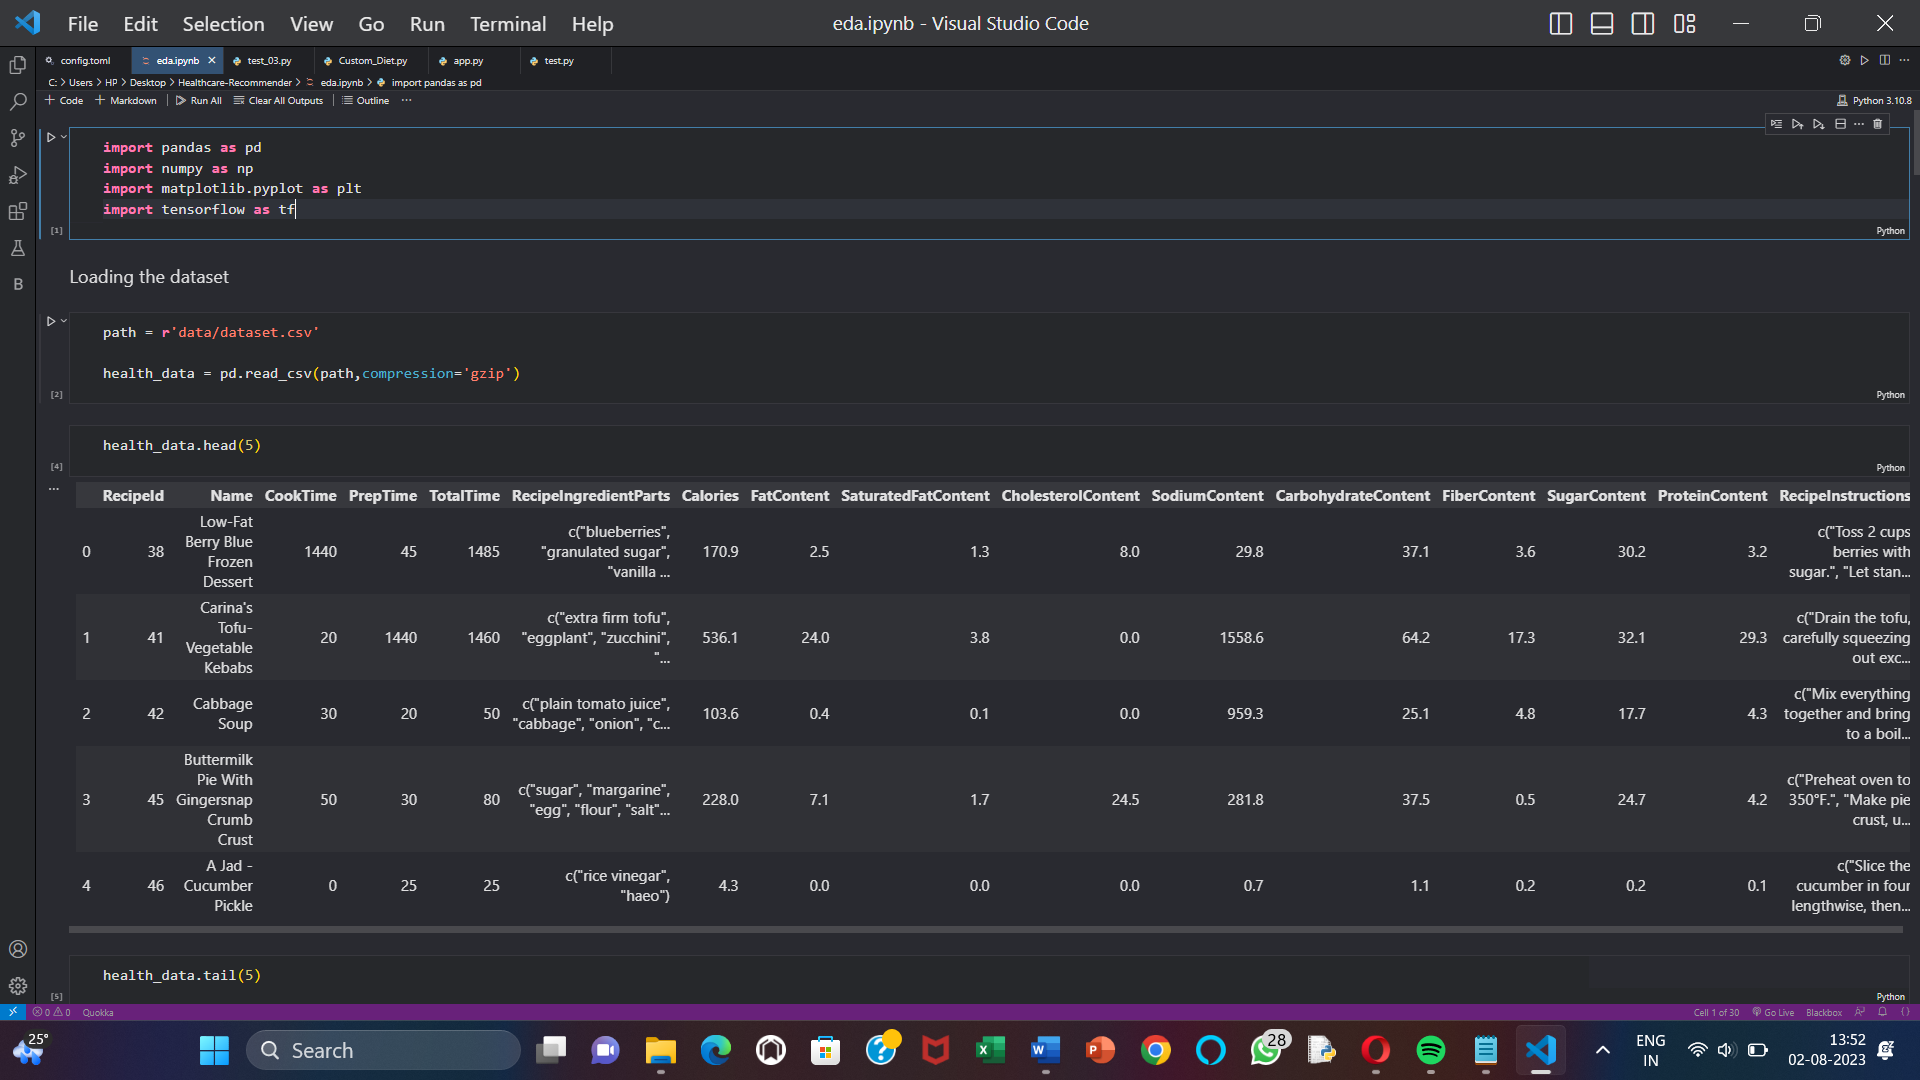 File Edit Selection View Go Run Terminal Help
eda.ipynb - Visual Studio Code
config.toml eda.ipynb test_03.py Custom_Diet.py app.py test.py
C: > Users > HP > Desktop > Healthcare-Recommender > eda.ipynb > import pandas as pd
+ Code + Markdown | Run All Clear All Outputs | Outline ...
Python 3.10.8
import pandas as pd
import numpy as np
import matplotlib.pyplot as plt
import tensorflow as tf
[1]
Python
Loading the dataset
path = r'data/dataset.csv'
health_data = pd.read_csv(path,compression='gzip')
[2]
Python
health_data.head(5)
[4]
Python
...
RecipeId Name CookTime PrepTime TotalTime RecipeIngredientParts Calories FatContent SaturatedFatContent CholesterolContent SodiumContent CarbohydrateContent FiberContent SugarContent ProteinContent RecipeInstructions
0 38 Low-Fat Berry Blue Frozen Dessert 1440 45 1485 c("blueberries", "granulated sugar", "vanilla ... 170.9 2.5 1.3 8.0 29.8 37.1 3.6 30.2 3.2 c("Toss 2 cups berries with sugar.", "Let stan...
1 41 Carina's Tofu-Vegetable Kebabs 20 1440 1460 c("extra firm tofu", "eggplant", "zucchini", "... 536.1 24.0 3.8 0.0 1558.6 64.2 17.3 32.1 29.3 c("Drain the tofu, carefully squeezing out exc...
2 42 Cabbage Soup 30 20 50 c("plain tomato juice", "cabbage", "onion", "c... 103.6 0.4 0.1 0.0 959.3 25.1 4.8 17.7 4.3 c("Mix everything together and bring to a boil...
3 45 Buttermilk Pie With Gingersnap Crumb Crust 50 30 80 c("sugar", "margarine", "egg", "flour", "salt"... 228.0 7.1 1.7 24.5 281.8 37.5 0.5 24.7 4.2 c("Preheat oven to 350°F.", "Make pie crust, u...
4 46 A Jad - Cucumber Pickle 0 25 25 c("rice vinegar", "haeo") 4.3 0.0 0.0 0.0 0.7 1.1 0.2 0.2 0.1 c("Slice the cucumber in four lengthwise, then...
health_data.tail(5)
[5]
Python
0 0 Quokka
Cell 1 of 30 Go Live Blackbox
25°
Search
28
ENG
IN
13:52
02-08-2023